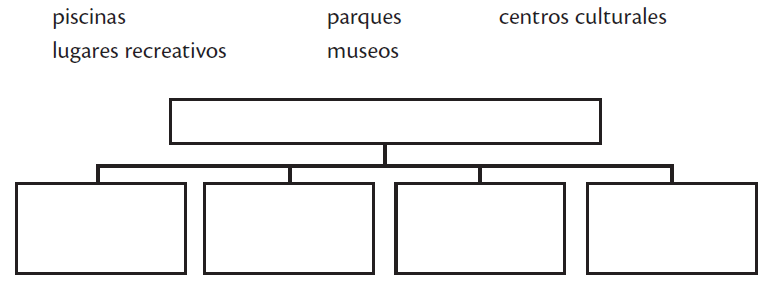 piscinas parques centros culturales
lugares recreativos museos